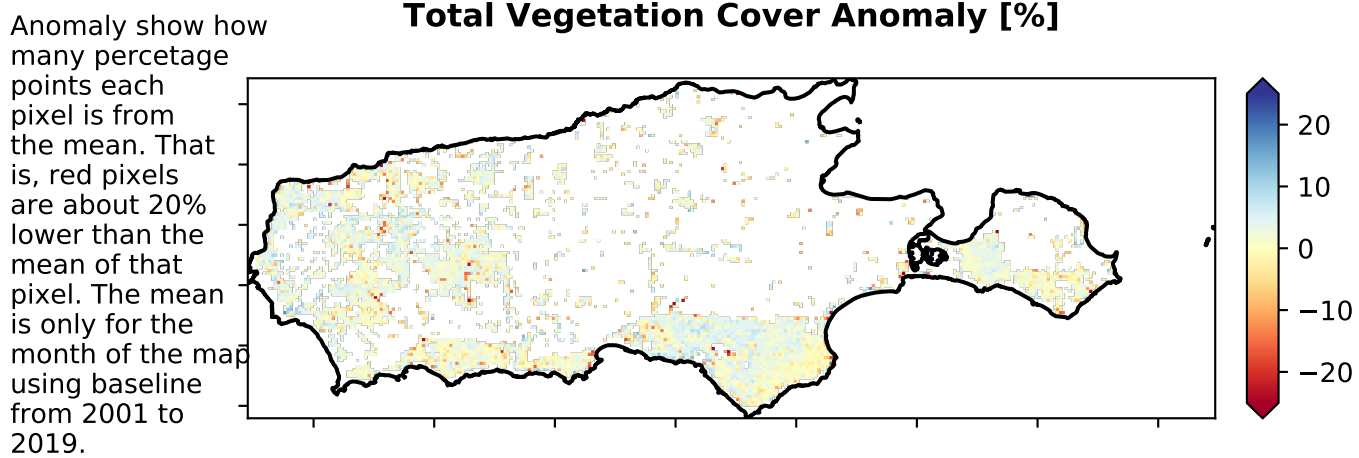 Total Vegetation Cover Anomaly [%]
Anomaly show how
many percetage
points each
pixel is from
the mean. That
is, red pixels
are about 20%
lower than the
mean of that
pixel. The mean
is only for the
month of the map
using baseline
from 2001 to
2019.
20
10
0
−10
−20